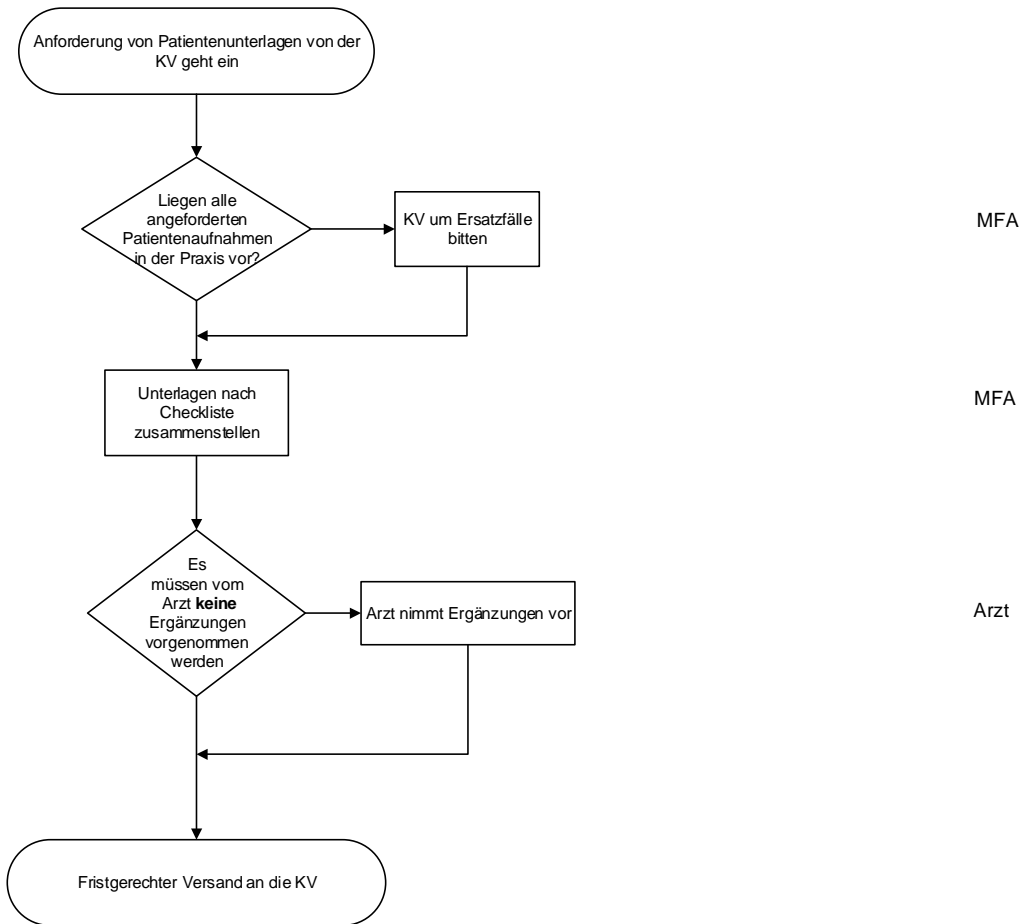 Anforderung von Patientenunterlagen von der
KV geht ein
Liegen alle
angeforderten
Patientenaufnahmen
in der Praxis vor?
KV um Ersatzfälle
bitten
MFA
Unterlagen nach
Checkliste
zusammenstellen
MFA
Es
müssen vom
Arzt keine
Ergänzungen
vorgenommen
werden
Arzt nimmt Ergänzungen vor
Arzt
Fristgerechter Versand an die KV